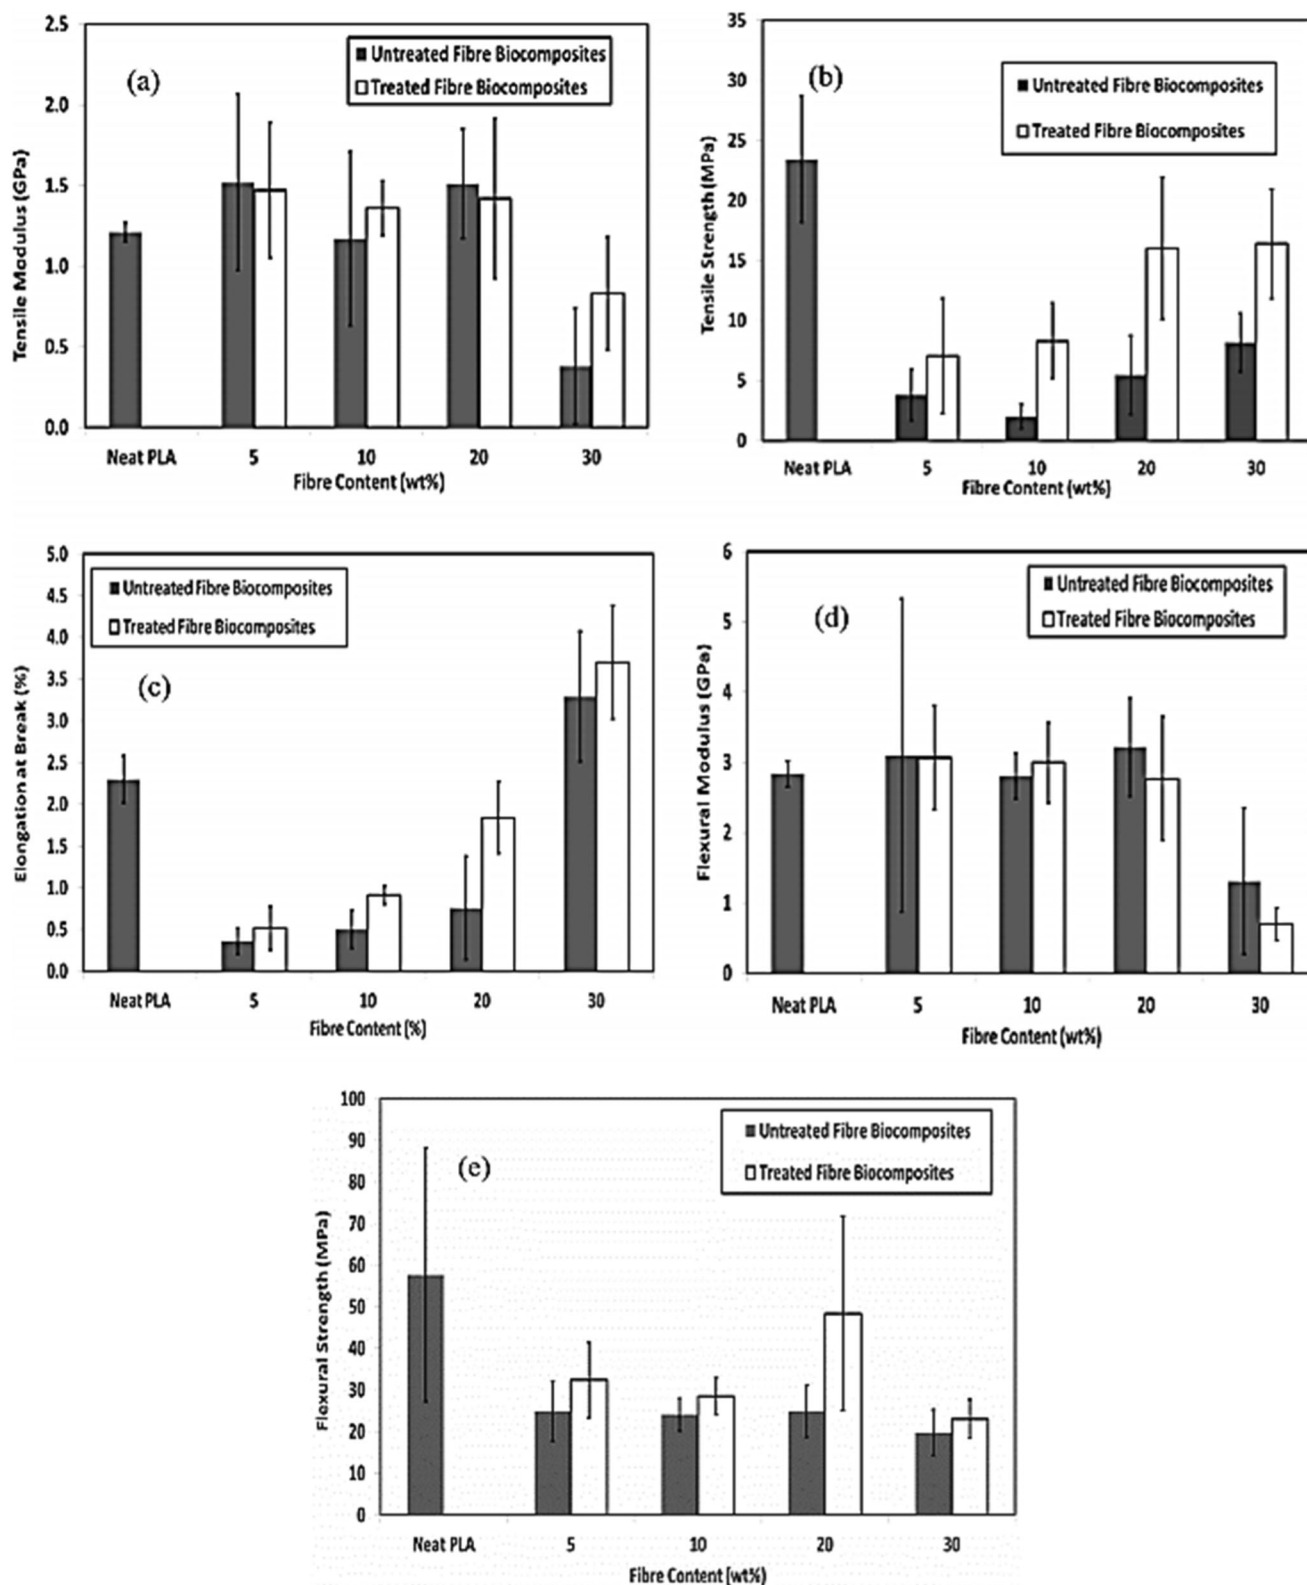 2.5
2.0
1.5
1.0
0.5
0.0
Tensile Modulus (GPa)
(a)
Untreated Fibre Biocomposites
Treated Fibre Biocomposites
Neat PLA 5 10 20 30
Fibre Content (wt%)
35
30
25
20
15
10
5
0
Tensile Strength (MPa)
(b)
Untreated Fibre Biocomposites
Treated Fibre Biocomposites
Neat PLA 5 10 20 30
Fibre Content (wt%)
5.0
4.5
4.0
3.5
3.0
2.5
2.0
1.5
1.0
0.5
0.0
Elongation at Break (%)
Untreated Fibre Biocomposites
Treated Fibre Biocomposites
(c)
Neat PLA 5 10 20 30
Fibre Content (%)
6
5
4
3
2
1
0
Flexural Modulus (GPa)
Untreated Fibre Biocomposites
Treated Fibre Biocomposites
(d)
Neat PLA 5 10 20 30
Fibre Content (wt%)
100
90
80
70
60
50
40
30
20
10
0
Flexural Strength (MPa)
Untreated Fibre Biocomposites
(e)
Treated Fibre Biocomposites
Neat PLA 5 10 20 30
Fibre Content (wt%)